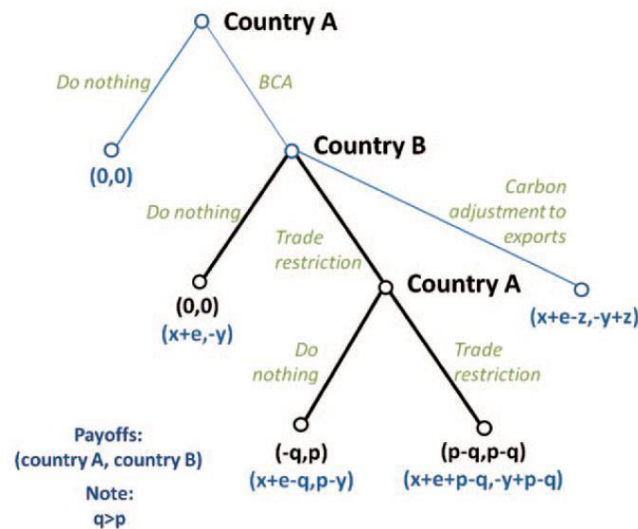 Country A
Do nothing
BCA
(0,0)
Country B
Do nothing
Trade
restriction
Carbon
adjustment to
exports
(0,0)
(x+e,-y)
Country A
(x+e-z,-y+z)
Do
nothing
Trade
restriction
(-q,p)
(x+e-q,p-y)
(p-q,p-q)
(x+e+p-q,-y+p-q)
Payoffs:
(country A, country B)
Note:
q>p